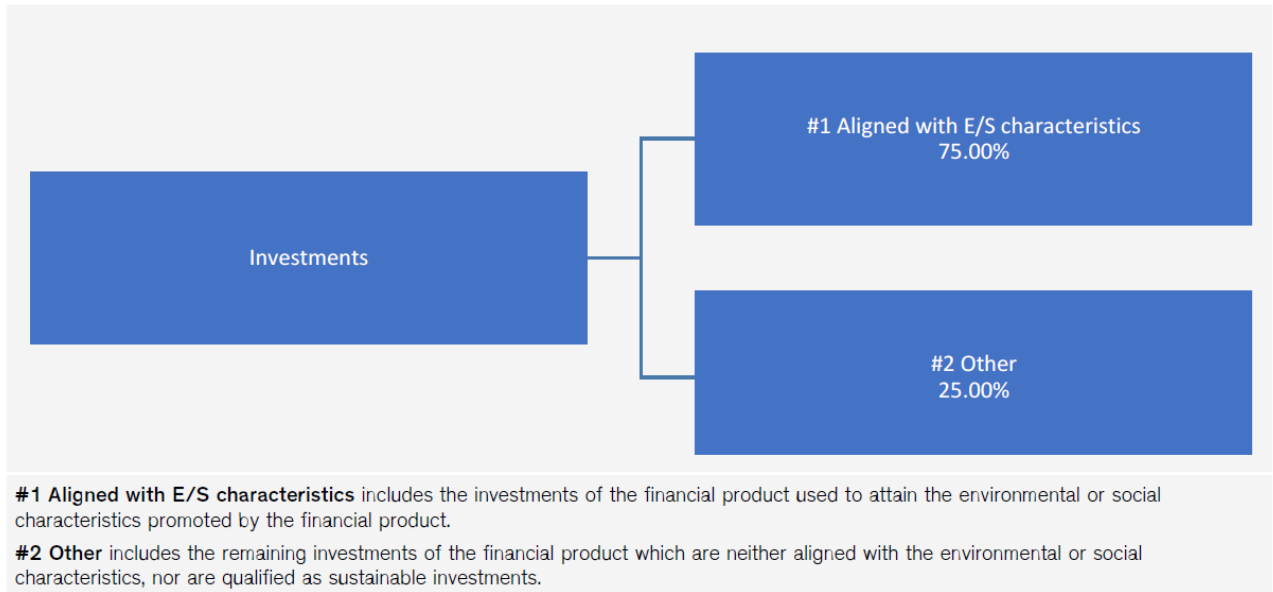 #1 Aligned with E/S characteristics
75.00%
Investments
#2 Other
25.00%
#1 Aligned with E/S characteristics includes the investments of the financial product used to attain the environmental or social
characteristics promoted by the financial product.
#2 Other includes the remaining investments of the financial product which are neither aligned with the environmental or social
characteristics, nor are qualified as sustainable investments.